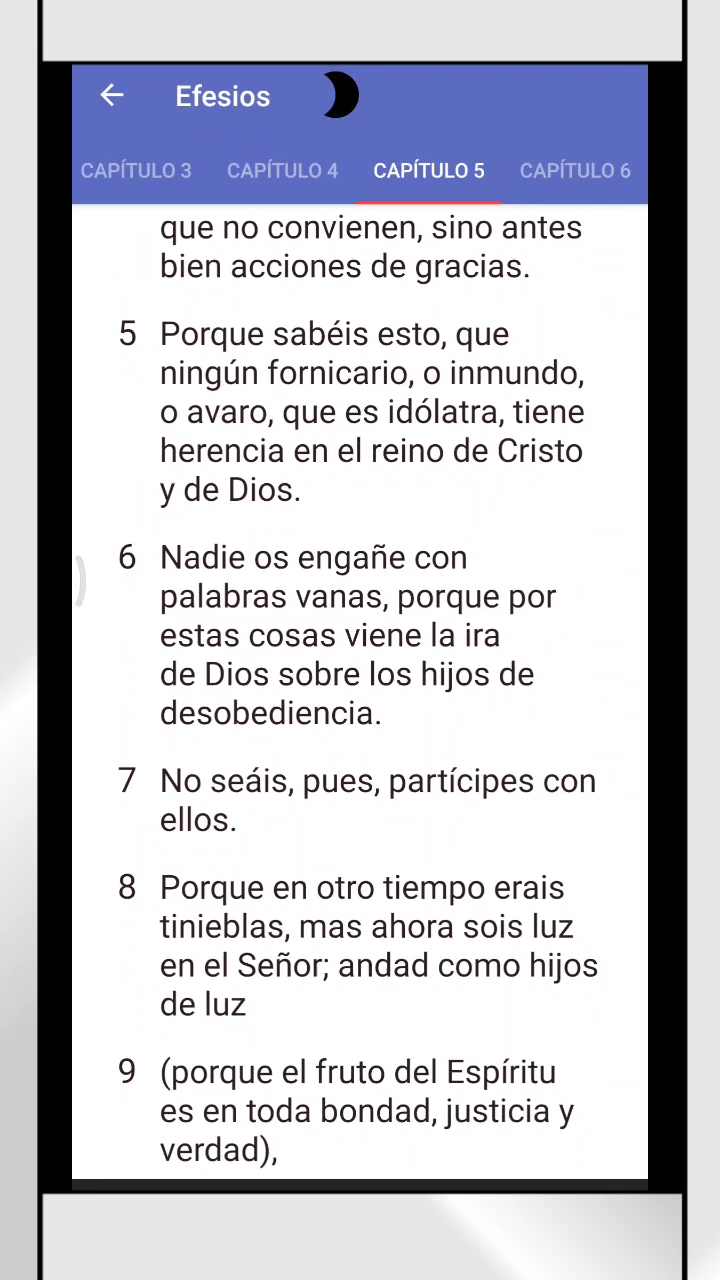 Efesios
CAPÍTULO 3 CAPÍTULO 4 CAPÍTULO 5 CAPÍTULO 6
que no convienen, sino antes
bien acciones de gracias.
5 Porque sabéis esto, que
ningún fornicario, o inmundo,
o avaro, que es idólatra, tiene
herencia en el reino de Cristo
y de Dios.
6 Nadie os engañe con
palabras vanas, porque por
estas cosas viene la ira
de Dios sobre los hijos de
desobediencia.
7 No seáis, pues, partícipes con
ellos.
8 Porque en otro tiempo erais
tinieblas, mas ahora sois luz
en el Señor; andad como hijos
de luz
9 (porque el fruto del Espíritu
es en toda bondad, justicia y
verdad),